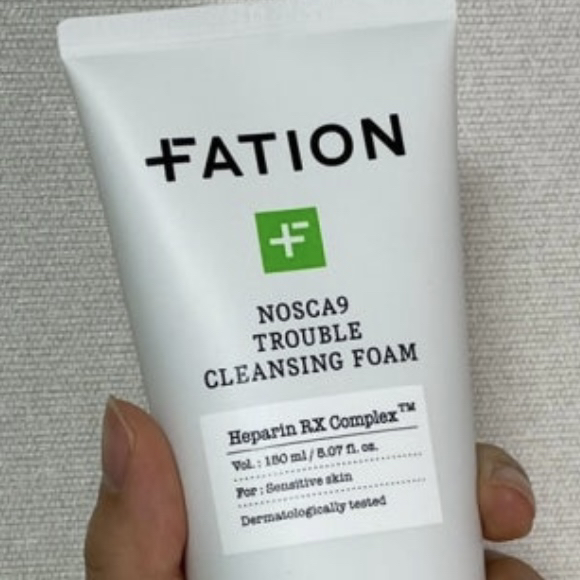 FATION
NOSCA9
TROUBLE
CLEANSING FOAM
Heparin RX Complex™
Vol. : 150 ml / 5.07 fl. oz.
For : Sensitive skin
Dermatologically tested